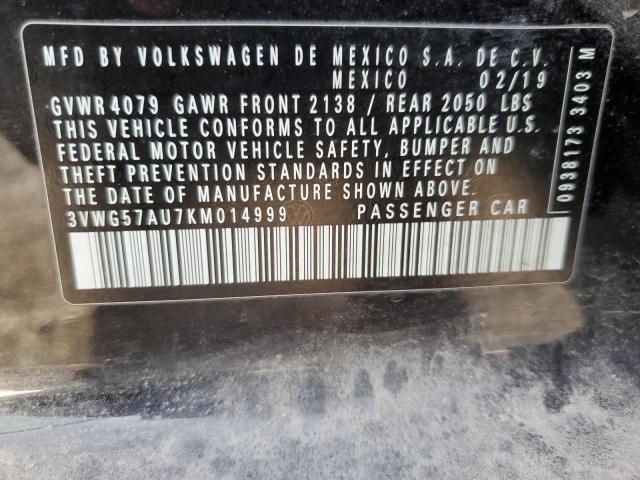 MFD BY VOLKSWAGEN DE MEXICO S.A. DE C.V.
MEXICO 02/19
GVWR 4079 GAWR FRONT 2138 / REAR 2050 LBS
THIS VEHICLE CONFORMS TO ALL APPLICABLE U.S.
FEDERAL MOTOR VEHICLE SAFETY, BUMPER AND
THEFT PREVENTION STANDARDS IN EFFECT ON
THE DATE OF MANUFACTURE SHOWN ABOVE.
3VWG57AU7KM014999 PASSENGER CAR
0938173 3403 M